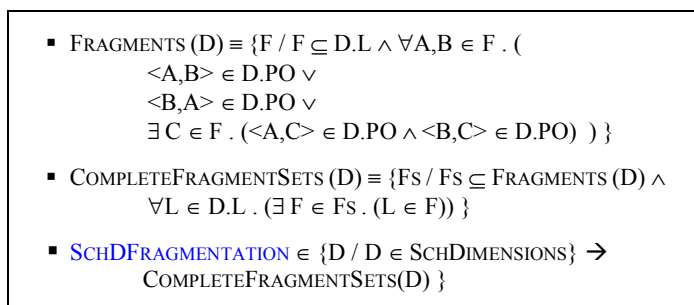 ▪ FRAGMENTS (D) ≡ {F / F ⊆ D.L ∧ ∀A,B ∈ F . (
<A,B> ∈ D.PO ∨
<B,A> ∈ D.PO ∨
∃ C ∈ F . (<A,C> ∈ D.PO ∧ <B,C> ∈ D.PO) ) }
▪ COMPLETEFRAGMENTSETS (D) ≡ {FS / FS ⊆ FRAGMENTS (D) ∧
∀L ∈ D.L . (∃ F ∈ FS . (L ∈ F)) }
▪ SCHDFRAGMENTATION ∈ {D / D ∈ SCHDIMENSIONS} →
COMPLETEFRAGMENTSETS(D) }